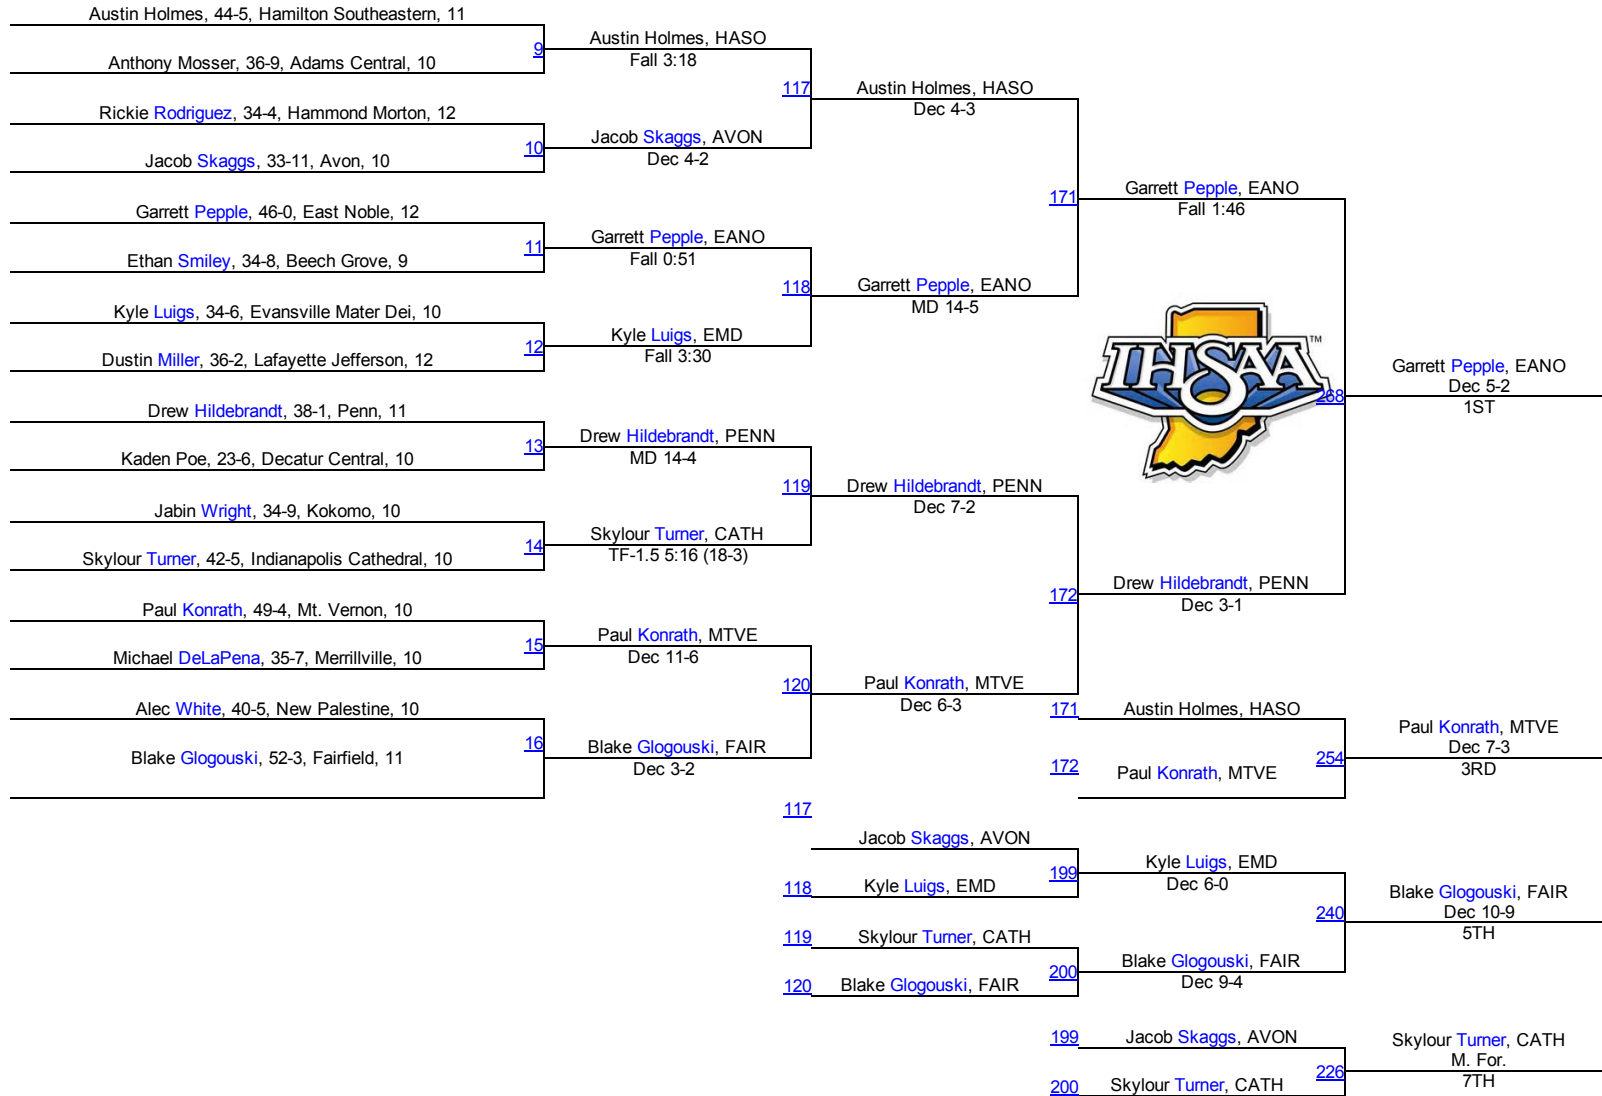 Austin Holmes, 44-5, Hamilton Southeastern, 11
9
Anthony Mosser, 36-9, Adams Central, 10
Austin Holmes, HASO
Fall 3:18
117
Rickie Rodriguez, 34-4, Hammond Morton, 12
10
Jacob Skaggs, 33-11, Avon, 10
Jacob Skaggs, AVON
Dec 4-2
Austin Holmes, HASO
Dec 4-3
171
Garrett Pepple, 46-0, East Noble, 12
11
Ethan Smiley, 34-8, Beech Grove, 9
Garrett Pepple, EANO
Fall 0:51
118
Kyle Luigs, 34-6, Evansville Mater Dei, 10
12
Dustin Miller, 36-2, Lafayette Jefferson, 12
Kyle Luigs, EMD
Fall 3:30
Garrett Pepple, EANO
MD 14-5
Garrett Pepple, EANO
Fall 1:46
IHSAA™
268
Garrett Pepple, EANO
Dec 5-2
1ST
Drew Hildebrandt, 38-1, Penn, 11
13
Kaden Poe, 23-6, Decatur Central, 10
Drew Hildebrandt, PENN
MD 14-4
119
Jabin Wright, 34-9, Kokomo, 10
14
Skylour Turner, 42-5, Indianapolis Cathedral, 10
Skylour Turner, CATH
TF-1.5 5:16 (18-3)
Drew Hildebrandt, PENN
Dec 7-2
172
Drew Hildebrandt, PENN
Dec 3-1
Paul Konrath, 49-4, Mt. Vernon, 10
15
Michael DeLaPena, 35-7, Merrillville, 10
Paul Konrath, MTVE
Dec 11-6
120
Alec White, 40-5, New Palestine, 10
16
Blake Glogouski, 52-3, Fairfield, 11
Blake Glogouski, FAIR
Dec 3-2
Paul Konrath, MTVE
Dec 6-3
171
Austin Holmes, HASO
172
Paul Konrath, MTVE
254
Paul Konrath, MTVE
Dec 7-3
3RD
117
Jacob Skaggs, AVON
118
Kyle Luigs, EMD
199
Kyle Luigs, EMD
Dec 6-0
119
Skylour Turner, CATH
120
Blake Glogouski, FAIR
200
Blake Glogouski, FAIR
Dec 9-4
240
Blake Glogouski, FAIR
Dec 10-9
5TH
199
Jacob Skaggs, AVON
200
Skylour Turner, CATH
226
Skylour Turner, CATH
M. For.
7TH